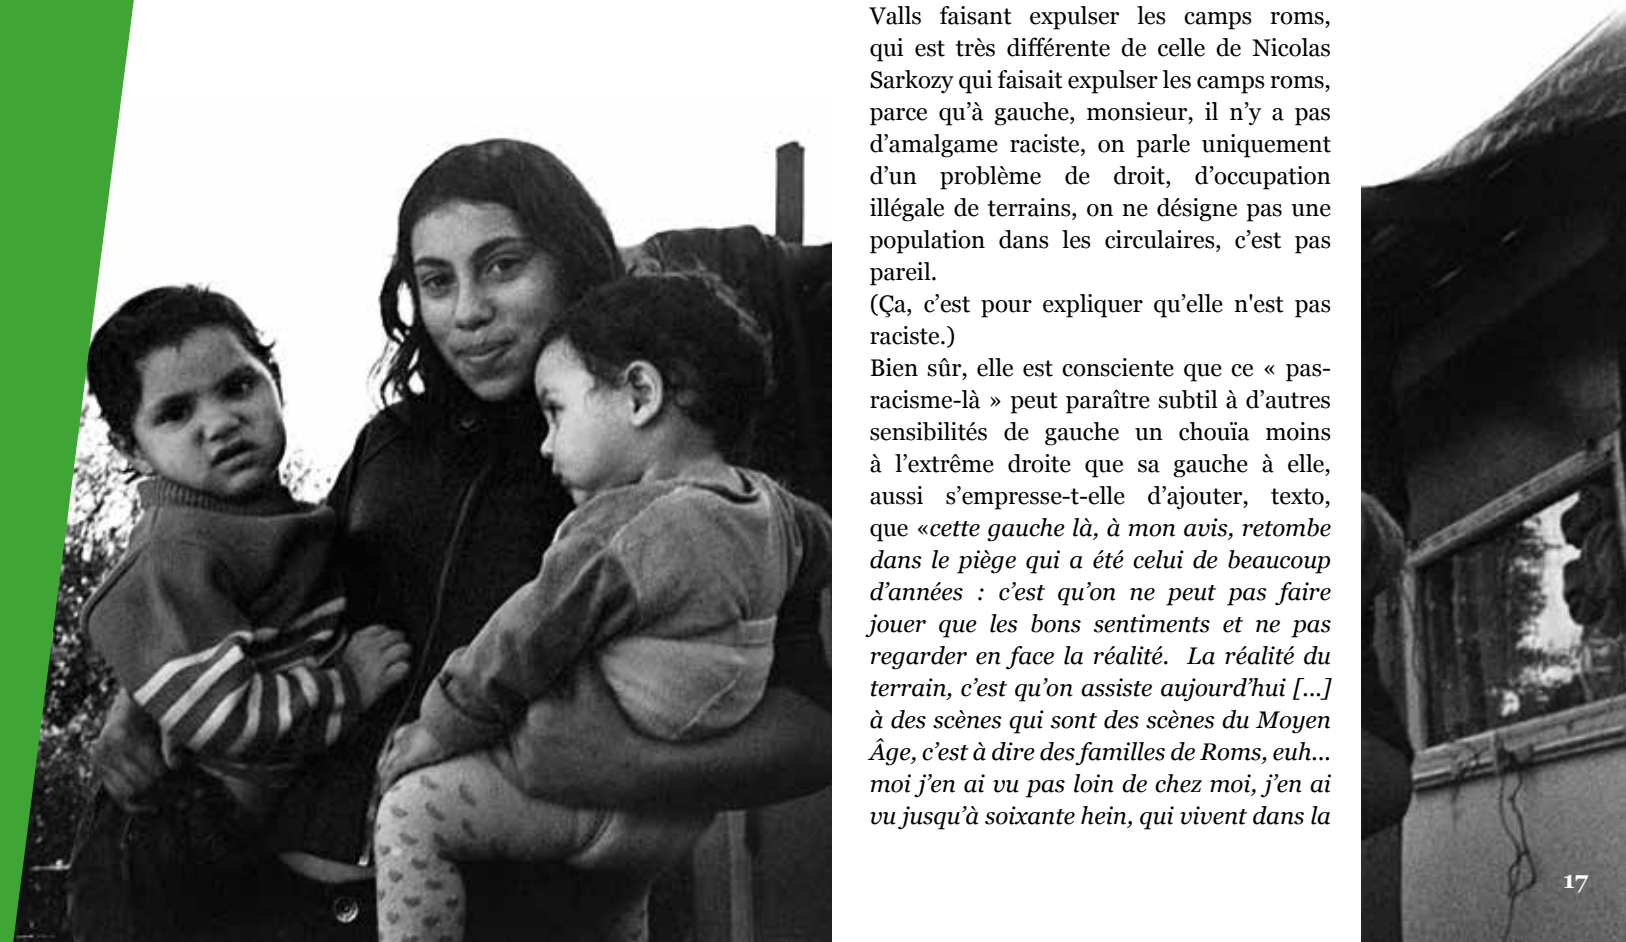 Valls faisant expulser les camps roms,
qui est très différente de celle de Nicolas
Sarkozy qui faisait expulser les camps roms,
parce qu’à gauche, monsieur, il n’y a pas
d’amalgame raciste, on parle uniquement
d’un problème de droit, d’occupation
illégale de terrains, on ne désigne pas une
population dans les circulaires, c’est pas
pareil.
(Ça, c’est pour expliquer qu’elle n'est pas
raciste.)
Bien sûr, elle est consciente que ce « pas-
racisme-là » peut paraître subtil à d’autres
sensibilités de gauche un chouïa moins
à l’extrême droite que sa gauche à elle,
aussi s’empresse-t-elle d’ajouter, texto,
que «cette gauche là, à mon avis, retombe
dans le piège qui a été celui de beaucoup
d’années : c’est qu’on ne peut pas faire
jouer que les bons sentiments et ne pas
regarder en face la réalité. La réalité du
terrain, c’est qu’on assiste aujourd’hui [...]
à des scènes qui sont des scènes du Moyen
Âge, c’est à dire des familles de Roms, euh...
moi j’en ai vu pas loin de chez moi, j’en ai
vu jusqu’à soixante hein, qui vivent dans la
17